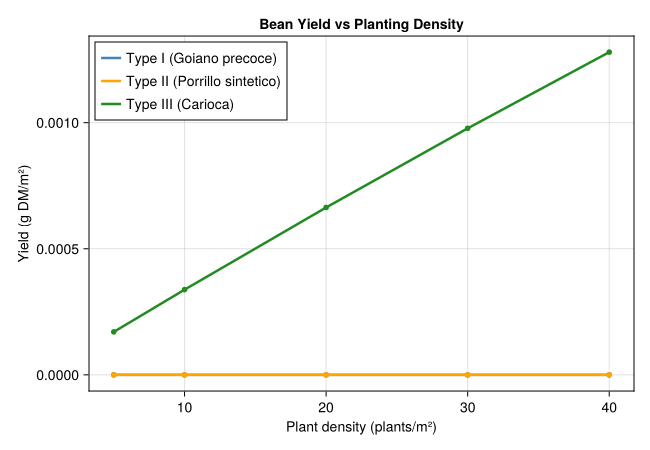 Bean Yield vs Planting Density
Type I (Goiano precoce)
Type II (Porrillo sintetico)
Type III (Carioca)
Yield (g DM/m²)
0.0010
0.0005
0.0000
10 20 30 40
Plant density (plants/m²)